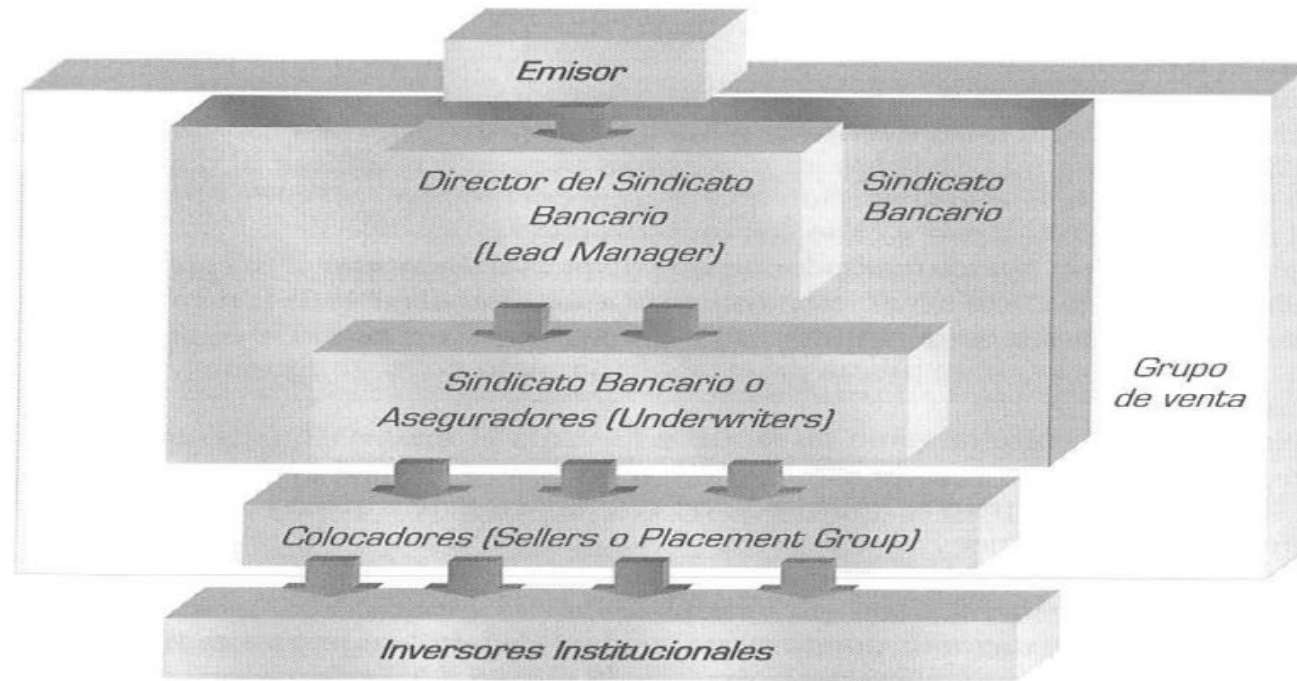 Emisor
Director del Sindicato
Bancario
(Lead Manager)
Sindicato
Bancario
Sindicato Bancario o
Aseguradores (Underwriters)
Grupo
de venta
Colocadores (Sellers o Placement Group)
Inversores Institucionales